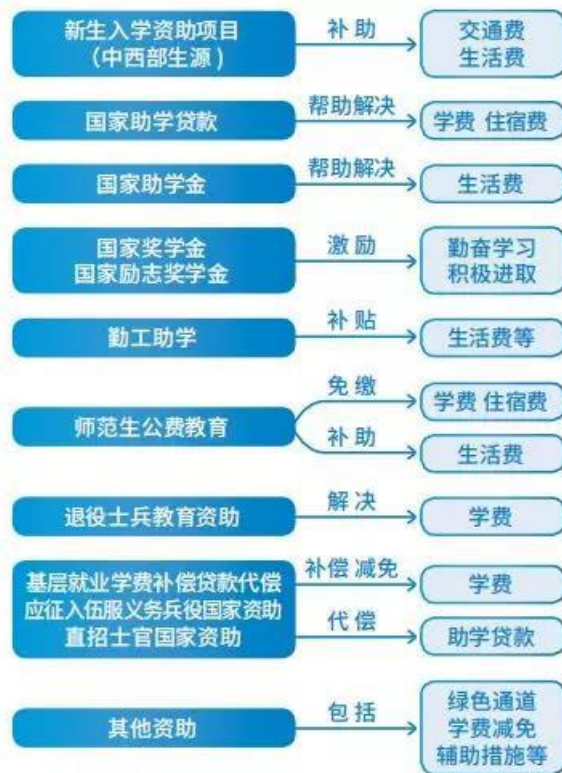 新生入学资助项目
（中西部生源）
补助
交通费
生活费
国家助学贷款
帮助解决
学费 住宿费
国家助学金
帮助解决
生活费
国家奖学金
国家励志奖学金
激励
勤奋学习
积极进取
勤工助学
补贴
生活费等
师范生公费教育
免缴
学费 住宿费
补助
生活费
退役士兵教育资助
解决
学费
基层就业学费补偿贷款代偿
应征入伍服义务兵役国家资助
直招士官国家资助
补偿 减免
学费
代偿
助学贷款
其他资助
包括
绿色通道
学费减免
辅助措施等